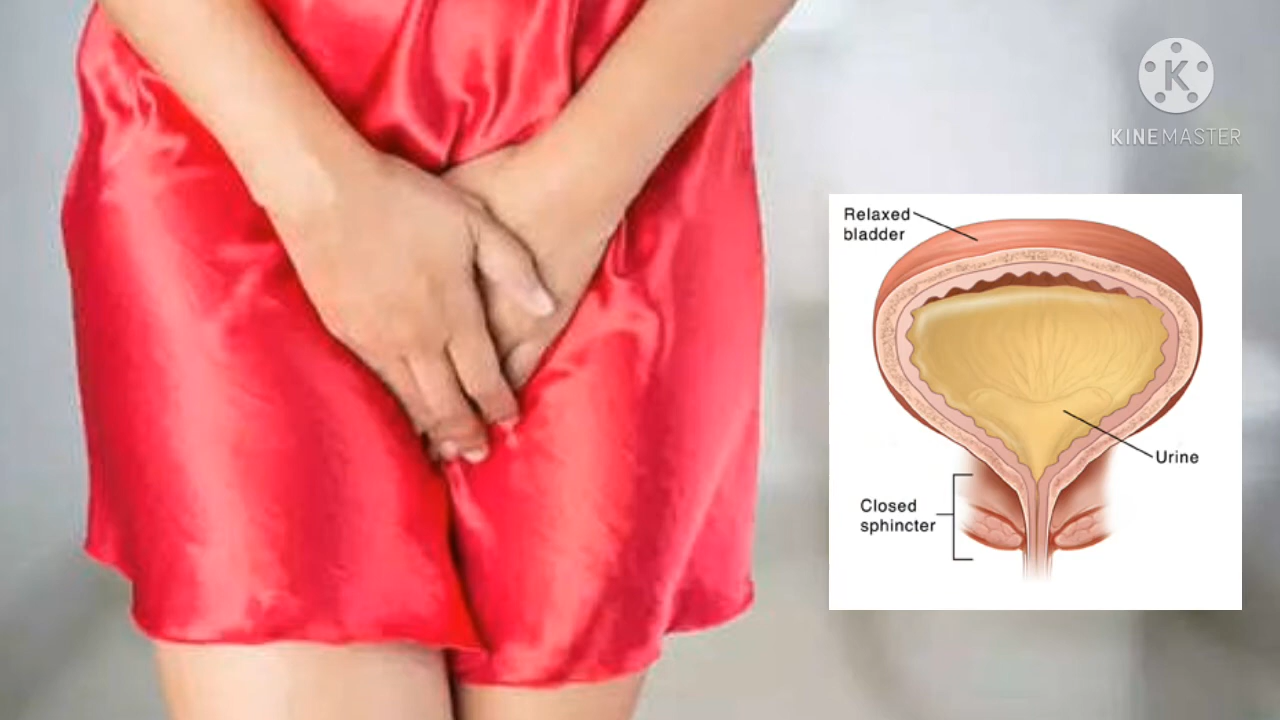 K
KINEMASTER
Relaxed
bladder
Urine
Closed
sphincter